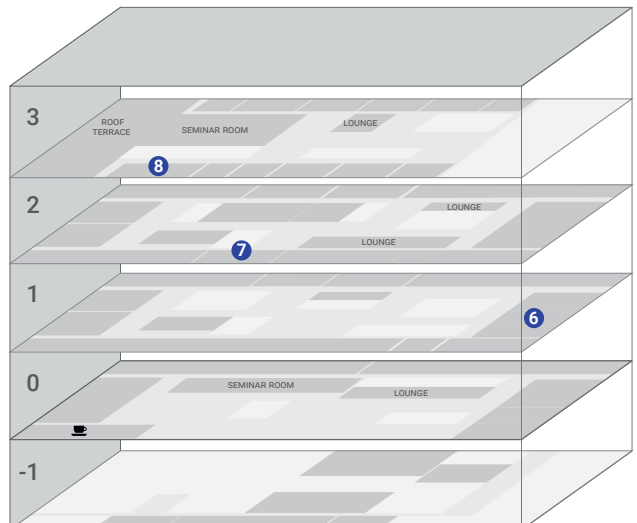 3
ROOF
TERRACE
SEMINAR ROOM
LOUNGE
8
2
LOUNGE
LOUNGE
7
1
6
0
SEMINAR ROOM
LOUNGE
-1